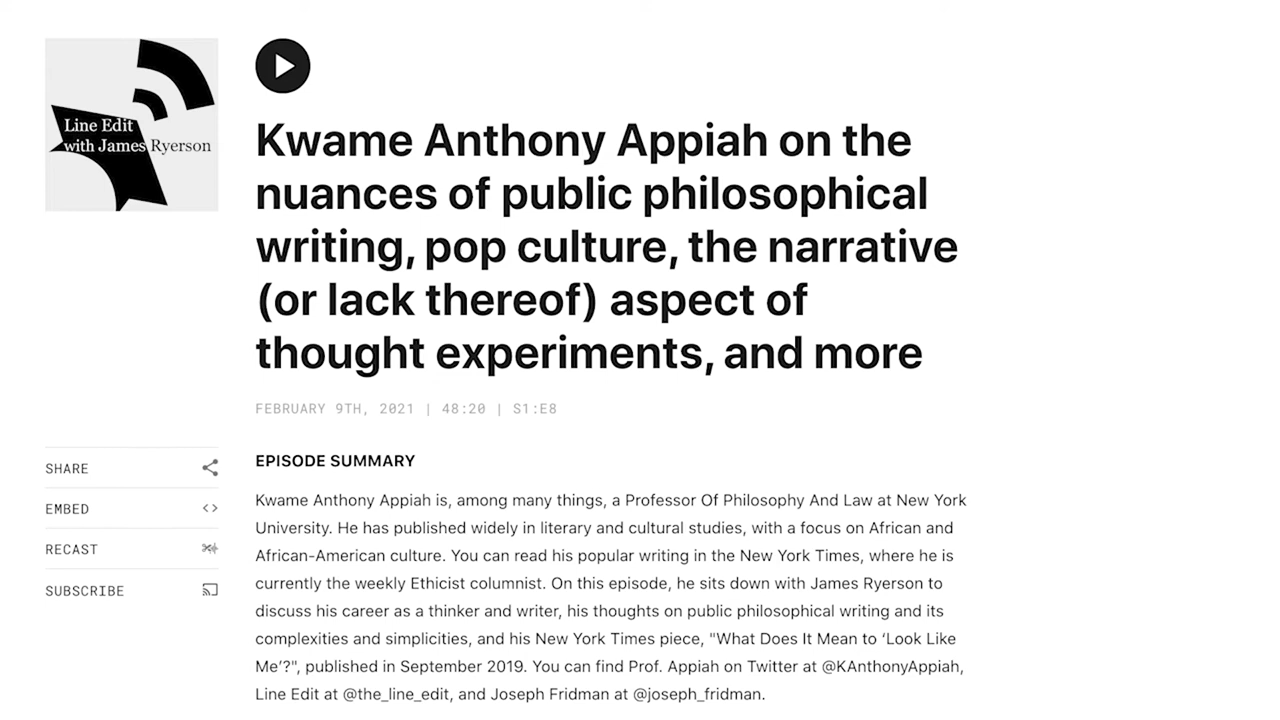 Line Edit
with James Ryerson
Kwame Anthony Appiah on the
nuances of public philosophical
writing, pop culture, the narrative
(or lack thereof) aspect of
thought experiments, and more
FEBRUARY 9TH, 2021 | 48:20 | S1:E8
SHARE
EMBED
RECAST
SUBSCRIBE
EPISODE SUMMARY
Kwame Anthony Appiah is, among many things, a Professor Of Philosophy And Law at New York
University. He has published widely in literary and cultural studies, with a focus on African and
African-American culture. You can read his popular writing in the New York Times, where he is
currently the weekly Ethicist columnist. On this episode, he sits down with James Ryerson to
discuss his career as a thinker and writer, his thoughts on public philosophical writing and its
complexities and simplicities, and his New York Times piece, "What Does It Mean to ‘Look Like
Me’?", published in September 2019. You can find Prof. Appiah on Twitter at @KAnthonyAppiah,
Line Edit at @the_line_edit, and Joseph Fridman at @joseph_fridman.